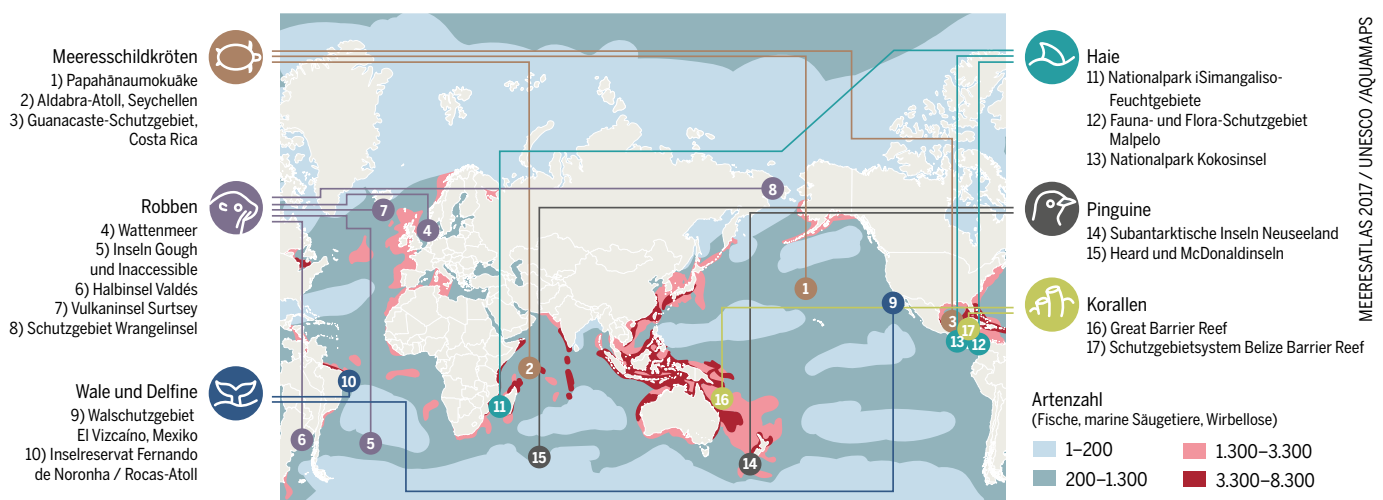 Meeresschildkröten
1) Papahānaumokuāke
2) Aldabra-Atoll, Seychellen
3) Guanacaste-Schutzgebiet,
Costa Rica
Robben
4) Wattenmeer
5) Inseln Gough
und Inaccessible
6) Halbinsel Valdés
7) Vulkaninsel Surtsey
8) Schutzgebiet Wrangelinsel
Wale und Delfine
9) Walschutzgebiet
El Vizcaíno, Mexiko
10) Inselreservat Fernando
de Noronha / Rocas-Atoll
8
7
4
1
9
3
17
13
12
2
10
11
16
6
5
15
14
Haie
11) Nationalpark iSimangaliso-
Feuchtgebiete
12) Fauna- und Flora-Schutzgebiet
Malpelo
13) Nationalpark Kokosinsel
Pinguine
14) Subantarktische Inseln Neuseeland
15) Heard und McDonaldinseln
Korallen
16) Great Barrier Reef
17) Schutzgebietsystem Belize Barrier Reef
Artenzahl
(Fische, marine Säugetiere, Wirbellose)
1–200
200–1.300
1.300–3.300
3.300–8.300
MEERESATLAS 2017 / UNESCO /AQUAMAPS